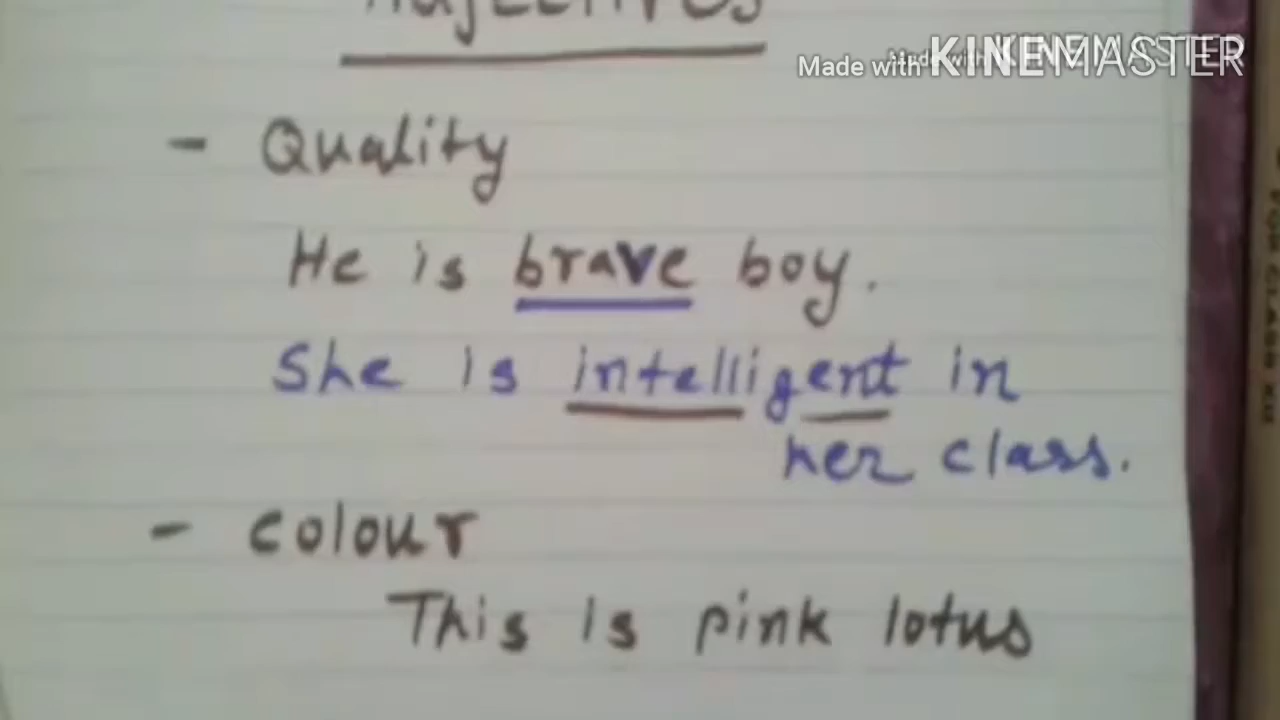 Adjectives
Made with KINEMASTER
- Quality
He is brave boy.
She is intelligent in
her class.
- colour
This is pink lotus